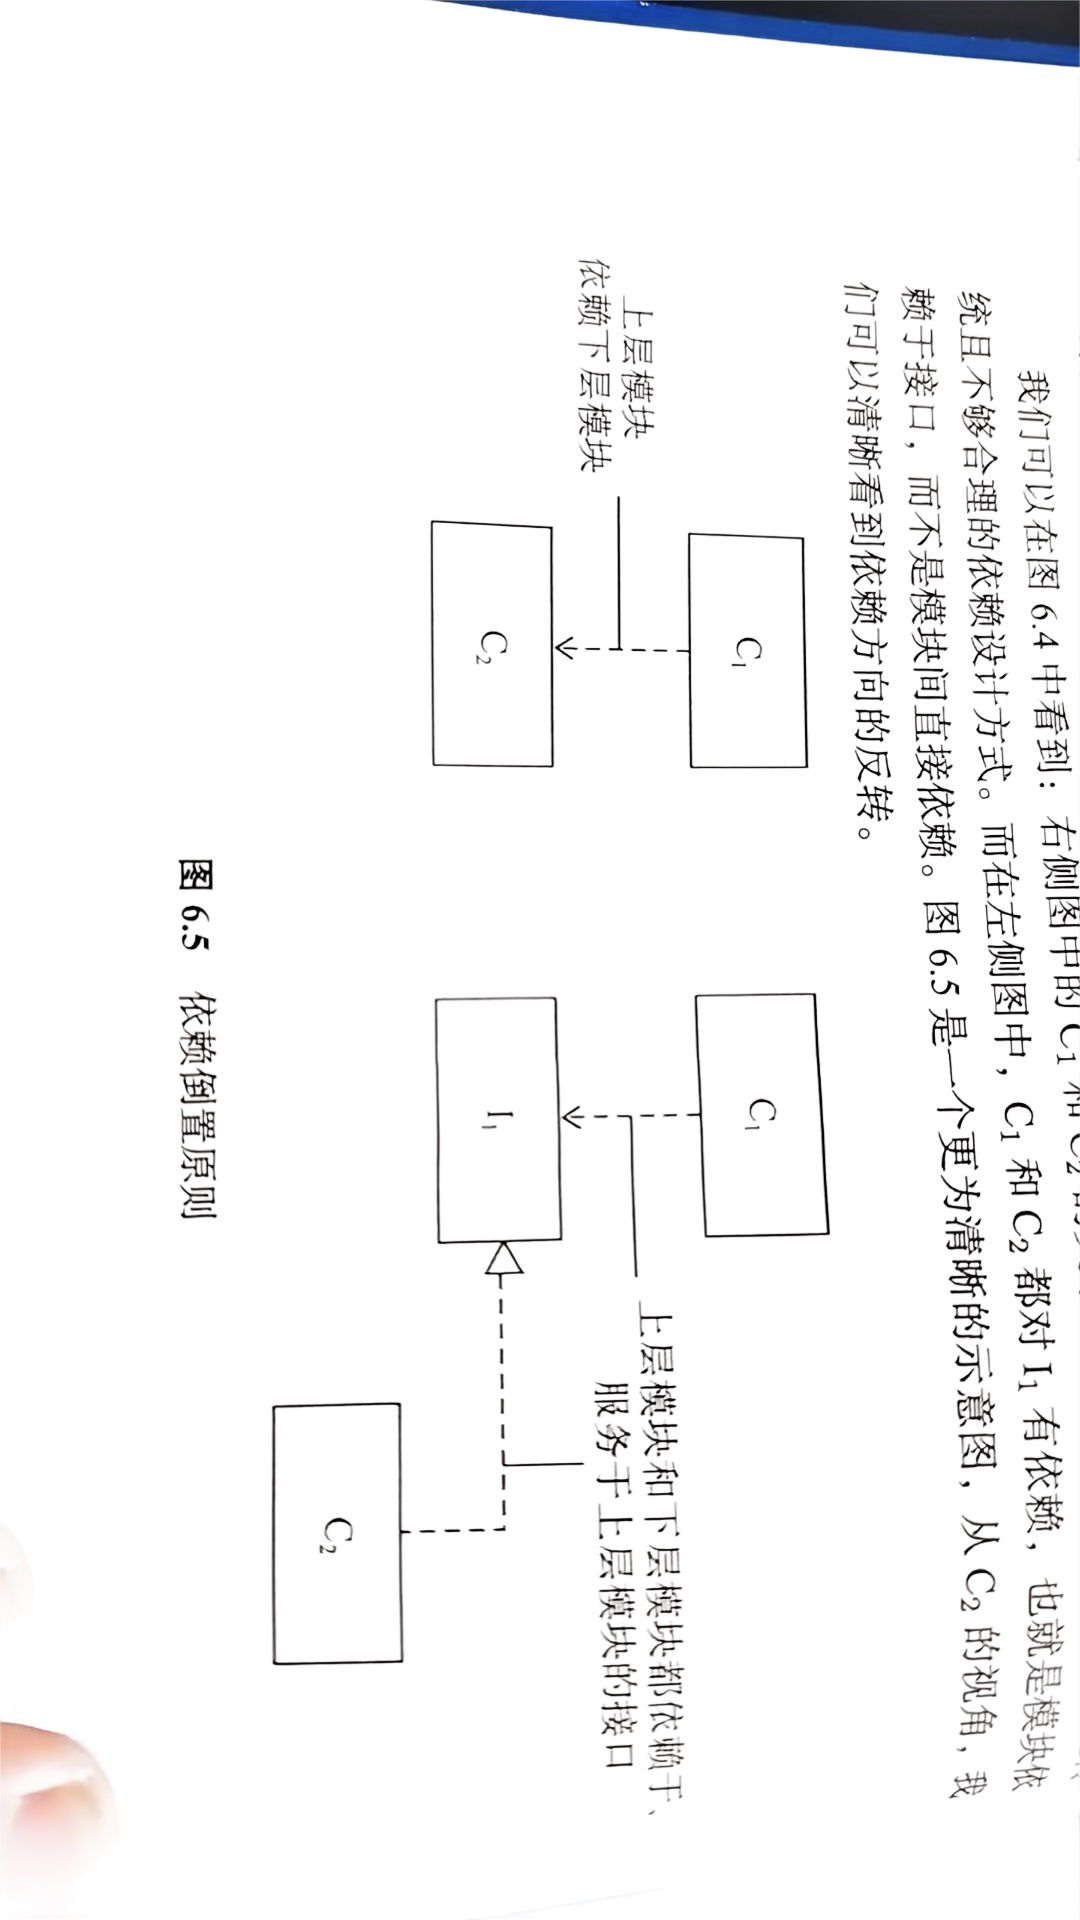 我们可以在图 6.4 中看到：右侧图中的 C₁ 和 C₂ 的
统且不够合理的依赖设计方式。而在左侧图中，C₁ 和 C₂ 都对 I₁ 有依赖，也就是模块依
赖于接口，而不是模块间直接依赖。图 6.5 是一个更为清晰的示意图，从 C₂ 的视角，我
们可以清晰看到依赖方向的反转。
上层模块
依赖下层模块
C₁
C₂
C₁
I₁
C₂
上层模块和下层模块都依赖于、
服务于上层模块的接口
图 6.5 依赖倒置原则